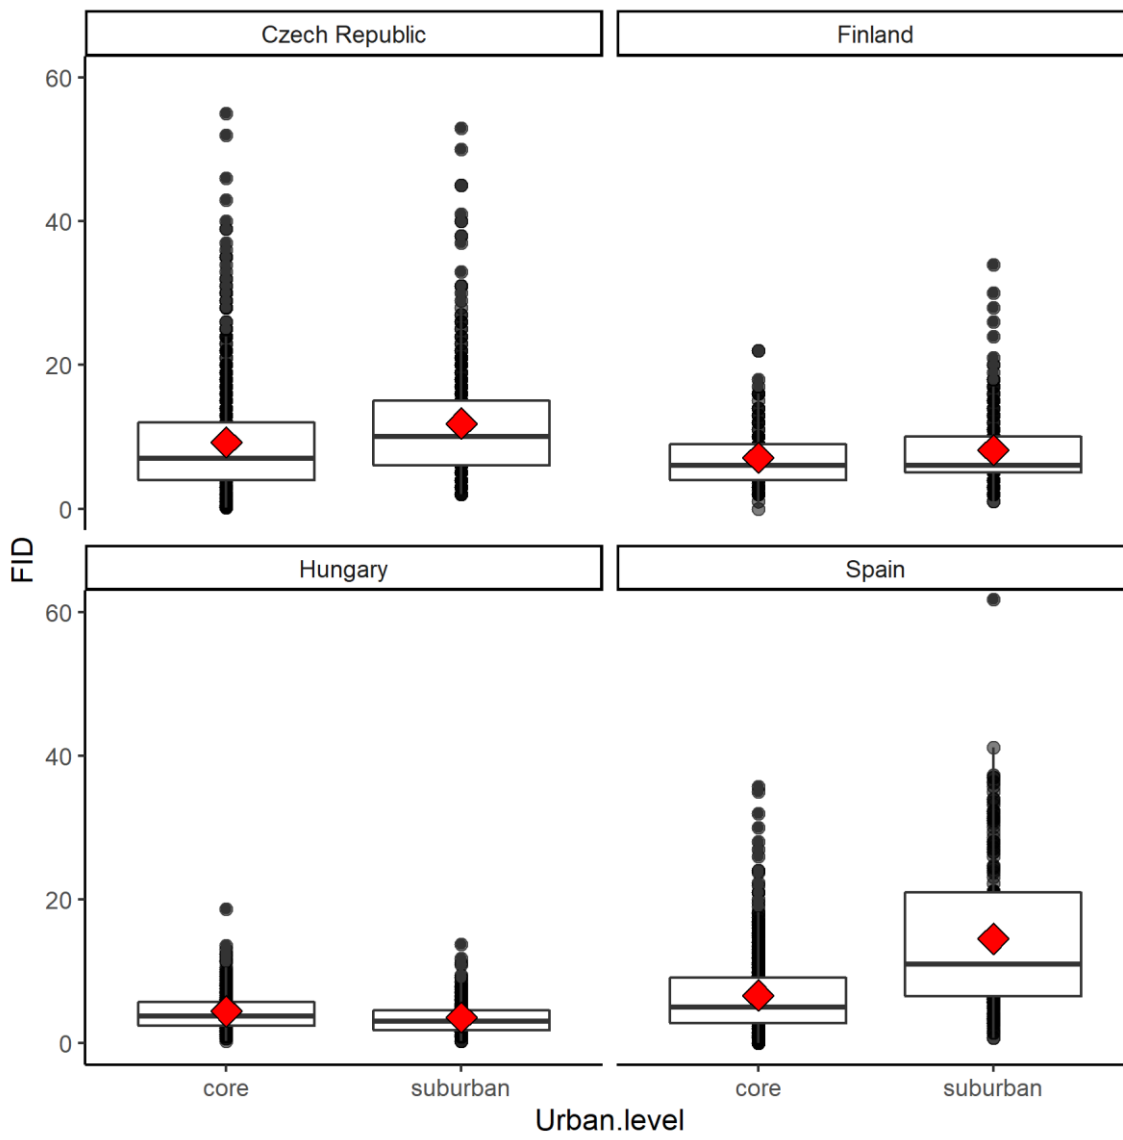 Czech Republic
Finland
60
40
20
0
Hungary
Spain
60
40
20
0
FID
core
suburban
core
suburban
Urban.level